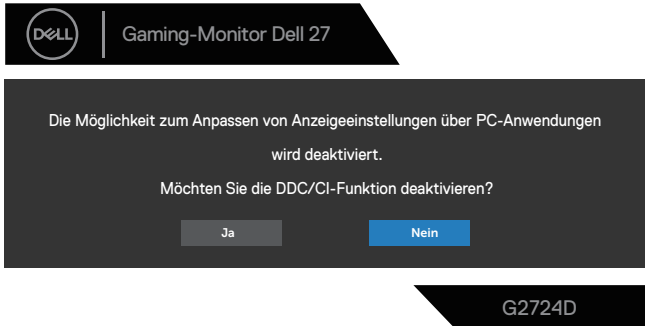 DELL
Gaming-Monitor Dell 27
Die Möglichkeit zum Anpassen von Anzeigeeinstellungen über PC-Anwendungen
wird deaktiviert.
Möchten Sie die DDC/CI-Funktion deaktivieren?
Ja
Nein
G2724D